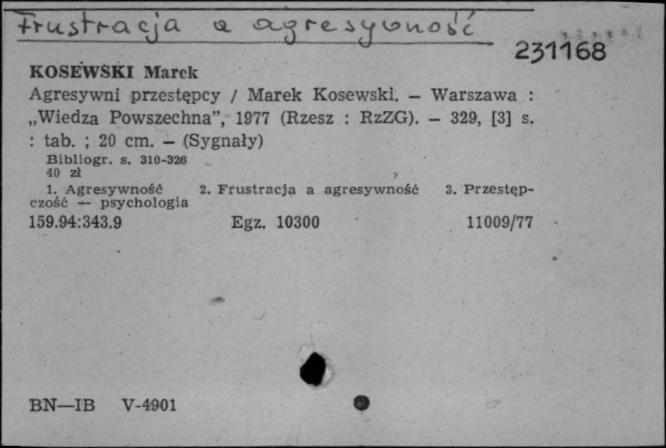 Frustracja a agresywność
231168
KOSEWSKI Marek
Agresywni przestępcy / Marek Kosewski. — Warszawa :
„Wiedza Powszechna”, 1977 (Rzesz : RzZG). — 329, [3] s.
: tab. ; 20 cm. — (Sygnały)
Bibliogr. s. 310-326
40 zł
1. Agresywność 2. Frustracja a agresywność 3. Przestęp-
czość — psychologia
159.94:343.9 Egz. 10300 11009/77
BN—IB V-4901